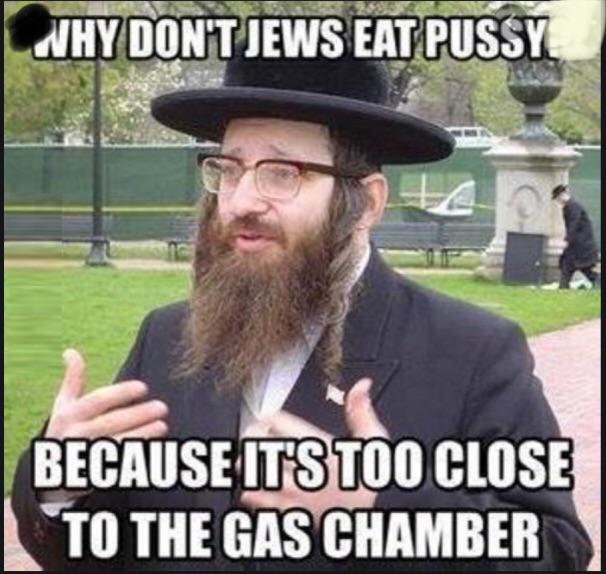 WHY DON'T JEWS EAT PUSSY
BECAUSE IT'S TOO CLOSE
TO THE GAS CHAMBER